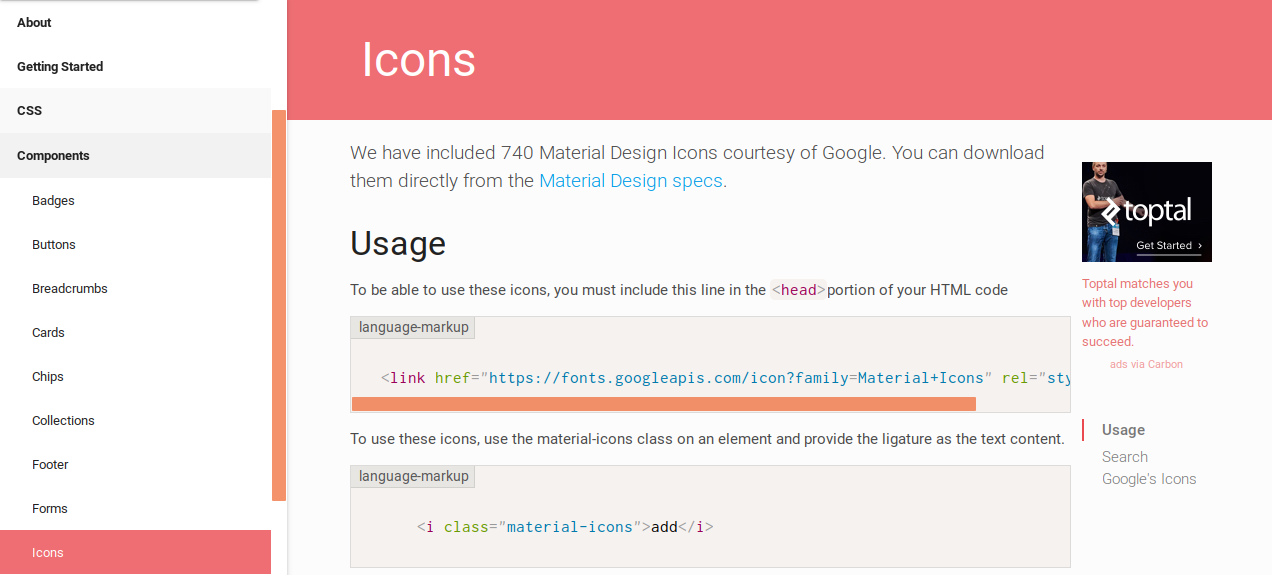 About
Getting Started
CSS
Components
Badges
Buttons
Breadcrumbs
Cards
Chips
Collections
Footer
Forms
Icons
Icons
We have included 740 Material Design Icons courtesy of Google. You can download
them directly from the Material Design specs.
Usage
To be able to use these icons, you must include this line in the <head>portion of your HTML code
language-markup
<link href="https://fonts.googleapis.com/icon?family=Material+Icons" rel="sty
To use these icons, use the material-icons class on an element and provide the ligature as the text content.
language-markup
<i class="material-icons">add</i>
toptal
Get Started ›
Toptal matches you
with top developers
who are guaranteed to
succeed.
ads via Carbon
Usage
Search
Google's Icons